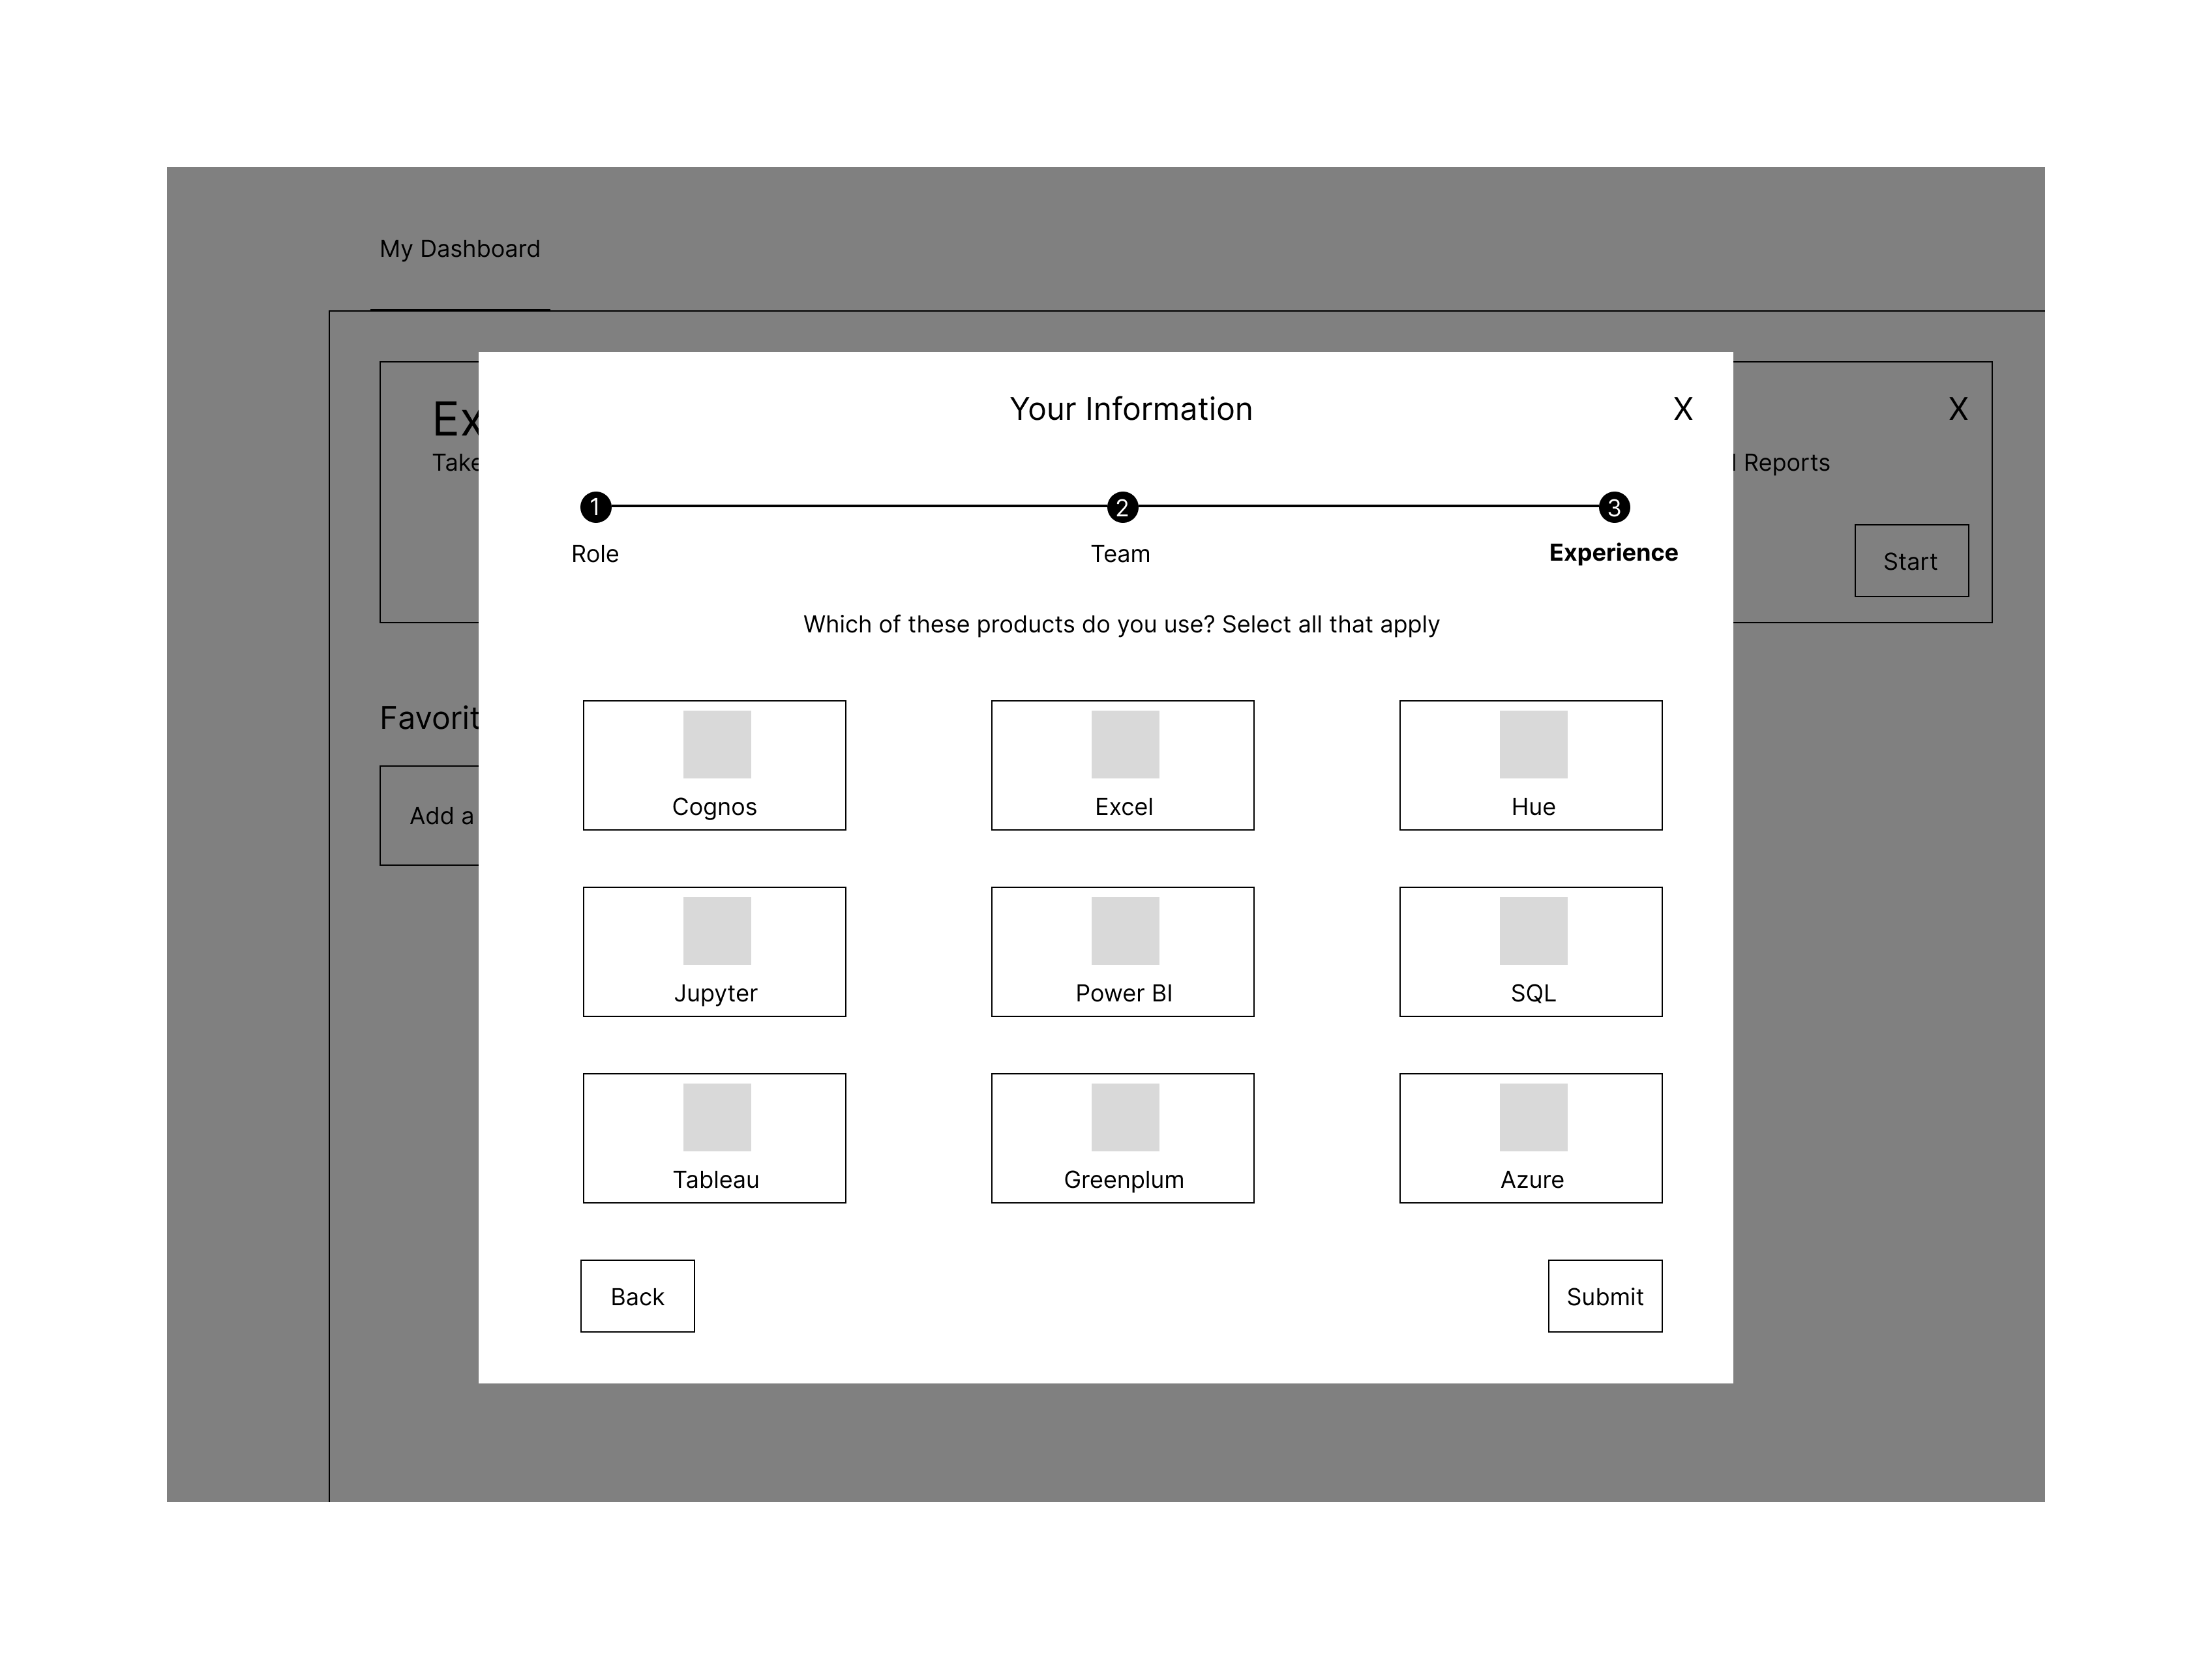 My Dashboard
Ex
Take
Reports
X
Start
Favorit
Add a
Your Information
X
1
2
3
Role
Team
Experience
Which of these products do you use? Select all that apply
Cognos
Excel
Hue
Jupyter
Power BI
SQL
Tableau
Greenplum
Azure
Back
Submit